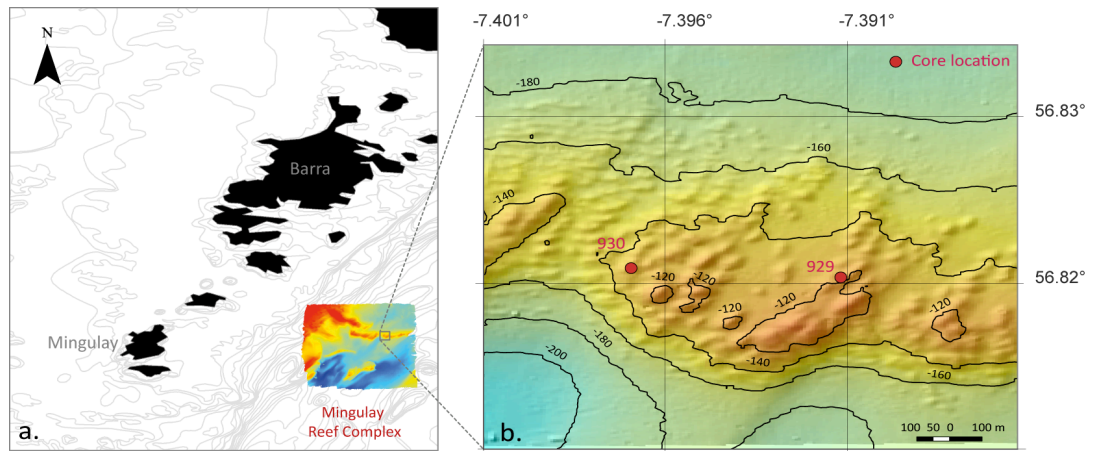 N
Barra
Mingulay
Mingulay
Reef Complex
a.
-7.401°
-7.396°
-7.391°
Core location
-180
56.83°
-160
-140
930
929
56.82°
-120
-120
-120
-120
-120
-180
-200
-140
-160
100 50 0 100 m
b.